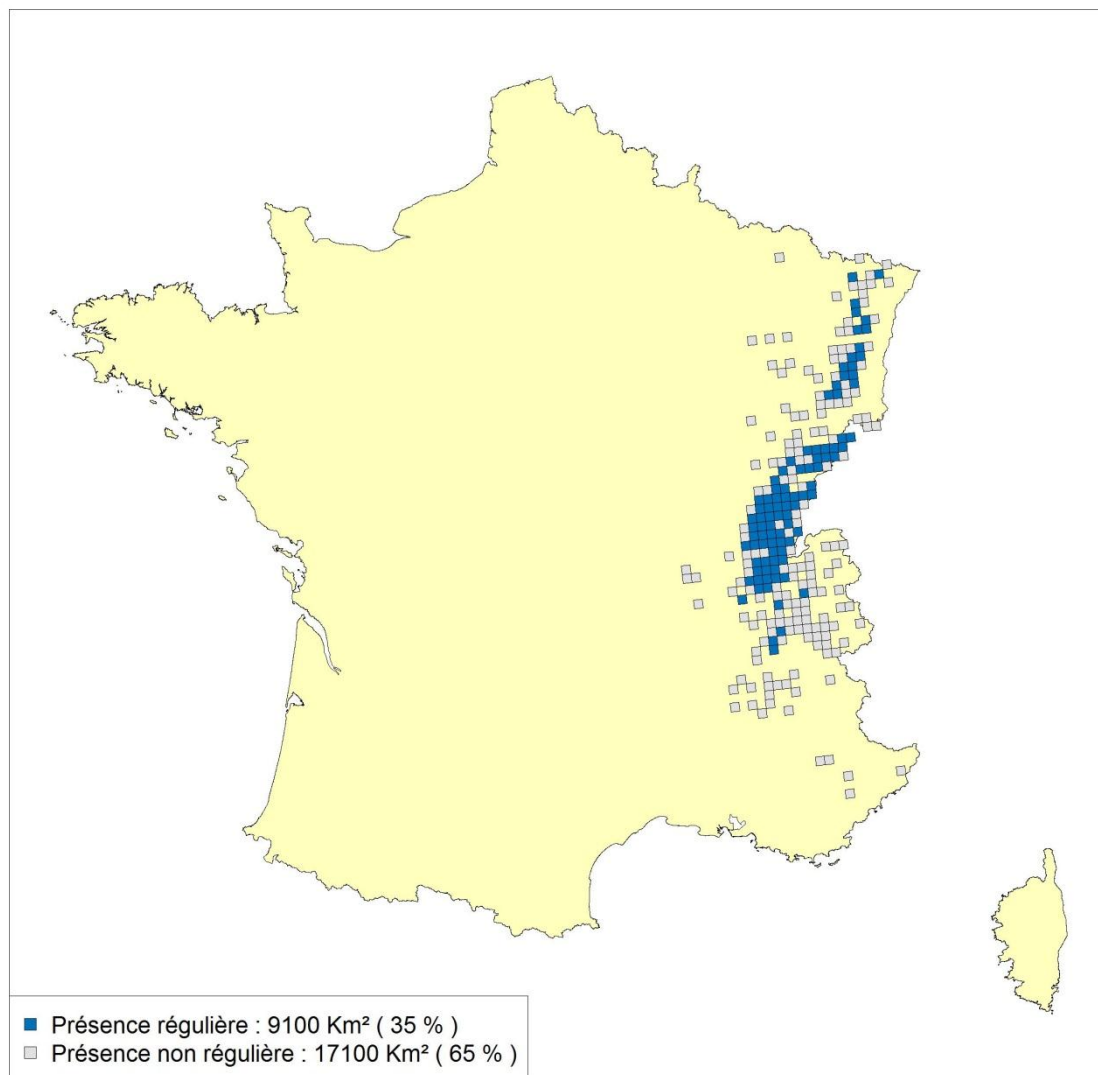 Présence régulière : 9100 Km² ( 35 % )
Présence non régulière : 17100 Km² ( 65 % )